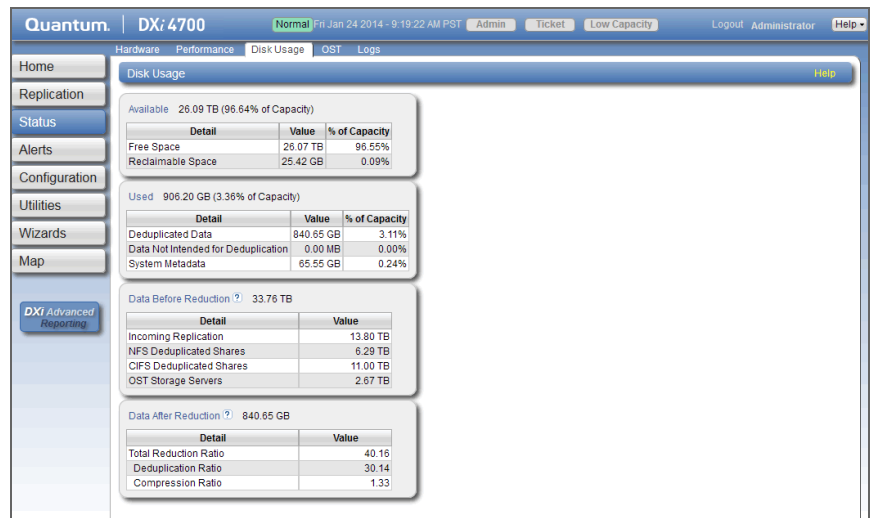 Quantum. DXi 4700 Normal Fri Jan 24 2014 - 9:19:22 AM PST Admin Ticket Low Capacity Logout Administrator Help
Hardware Performance Disk Usage OST Logs
Home
Replication
Status
Alerts
Configuration
Utilities
Wizards
Map
DXi Advanced
Reporting
Disk Usage Help
Available 26.09 TB (96.64% of Capacity)
Detail Value % of Capacity
Free Space 26.07 TB 96.55%
Reclaimable Space 25.42 GB 0.09%
Used 906.20 GB (3.36% of Capacity)
Detail Value % of Capacity
Deduplicated Data 840.65 GB 3.11%
Data Not Intended for Deduplication 0.00 MB 0.00%
System Metadata 65.55 GB 0.24%
Data Before Reduction ? 33.76 TB
Detail Value
Incoming Replication 13.80 TB
NFS Deduplicated Shares 6.29 TB
CIFS Deduplicated Shares 11.00 TB
OST Storage Servers 2.67 TB
Data After Reduction ? 840.65 GB
Detail Value
Total Reduction Ratio 40.16
Deduplication Ratio 30.14
Compression Ratio 1.33